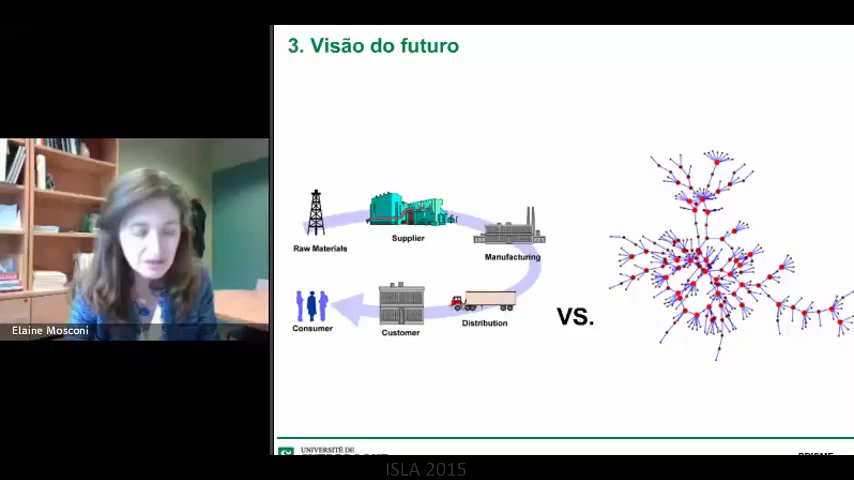 3. Visão do futuro
Raw Materials
Supplier
Manufacturing
Consumer
Customer
Distribution
VS.
Elaine Mosconi
UNIVERSITÉ DE
ISLA 2015